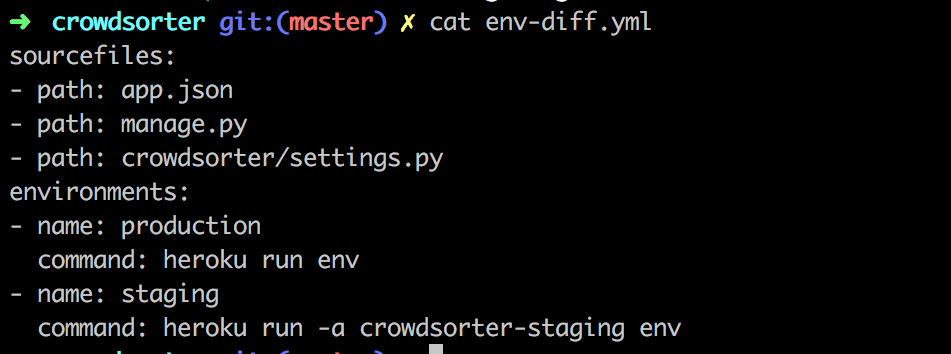 ➜ crowdsorter git:(master) ✗ cat env-diff.yml
sourcefiles:
- path: app.json
- path: manage.py
- path: crowdsorter/settings.py
environments:
- name: production
  command: heroku run env
- name: staging
  command: heroku run -a crowdsorter-staging env